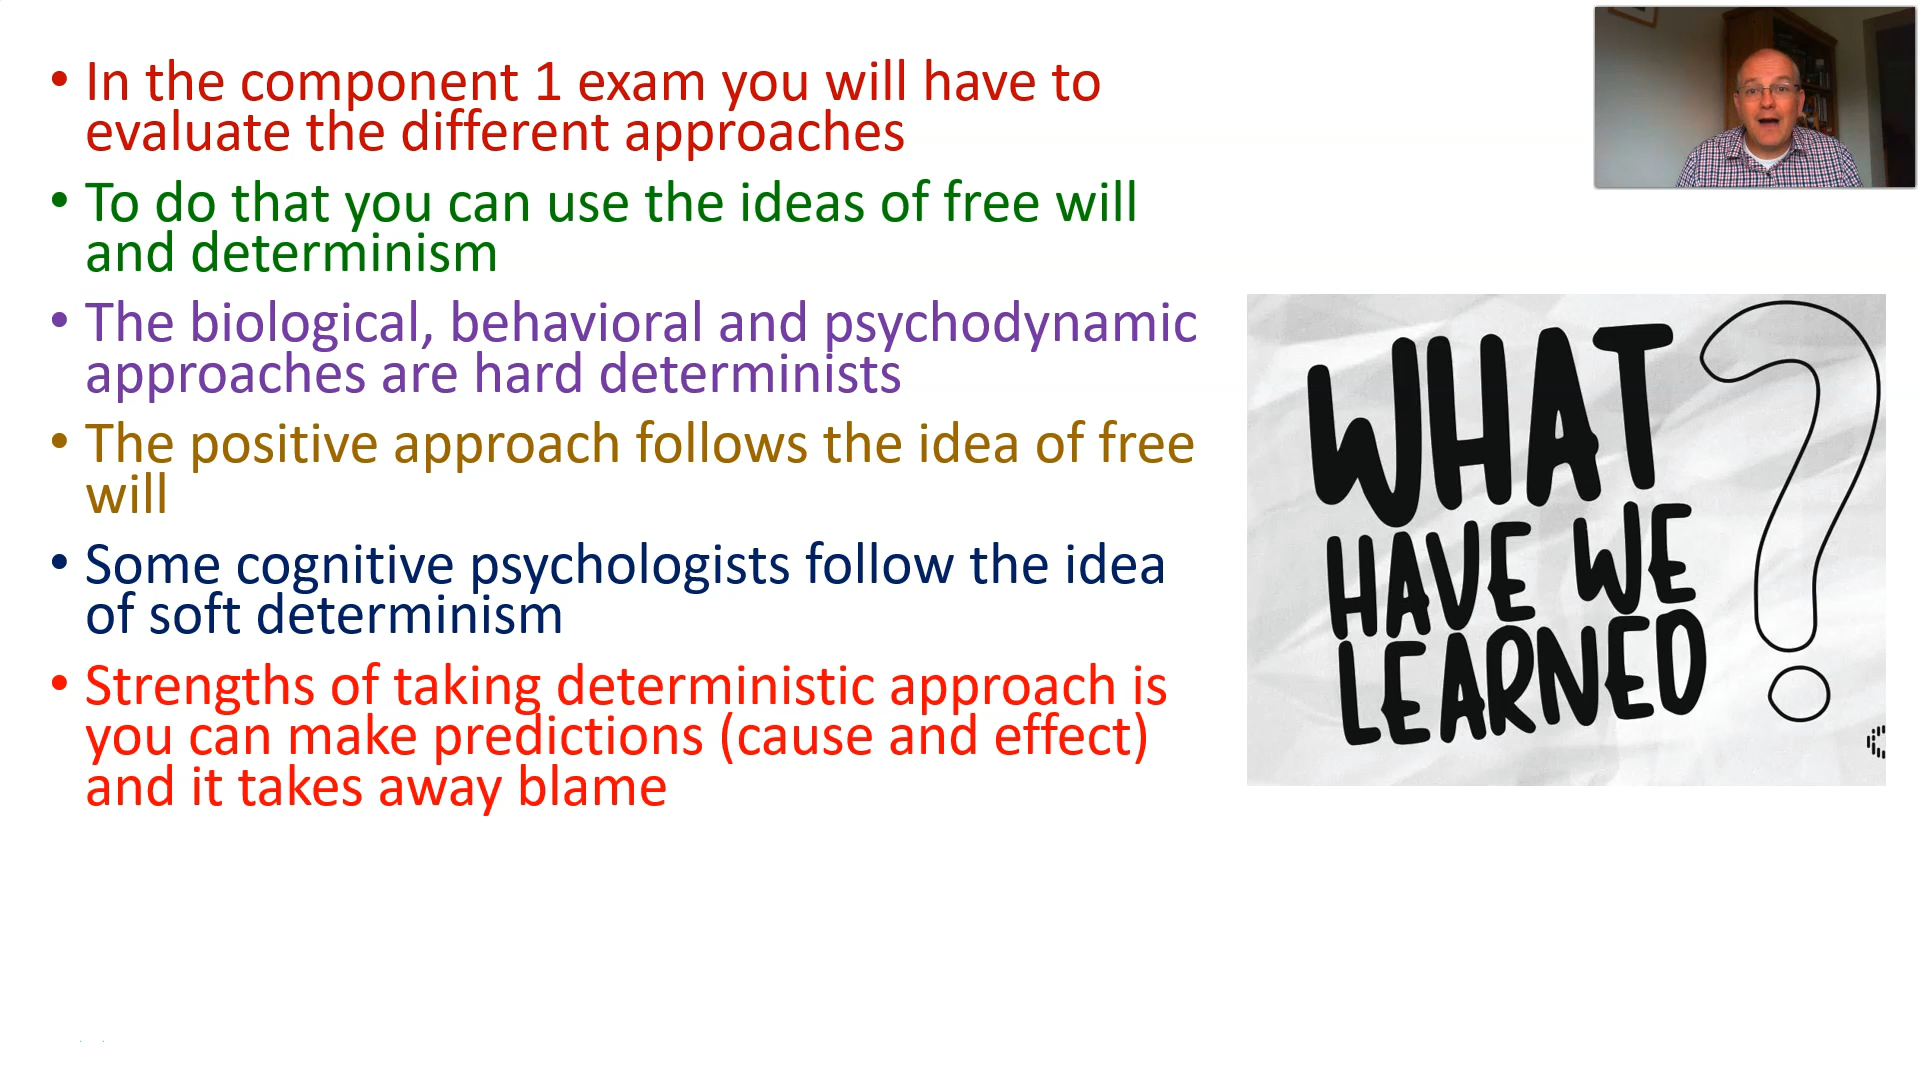 • In the component 1 exam you will have to
evaluate the different approaches
• To do that you can use the ideas of free will
and determinism
• The biological, behavioral and psychodynamic
approaches are hard determinists
• The positive approach follows the idea of free
will
• Some cognitive psychologists follow the idea
of soft determinism
• Strengths of taking deterministic approach is
you can make predictions (cause and effect)
and it takes away blame
WHAT
HAVE WE
LEARNED?